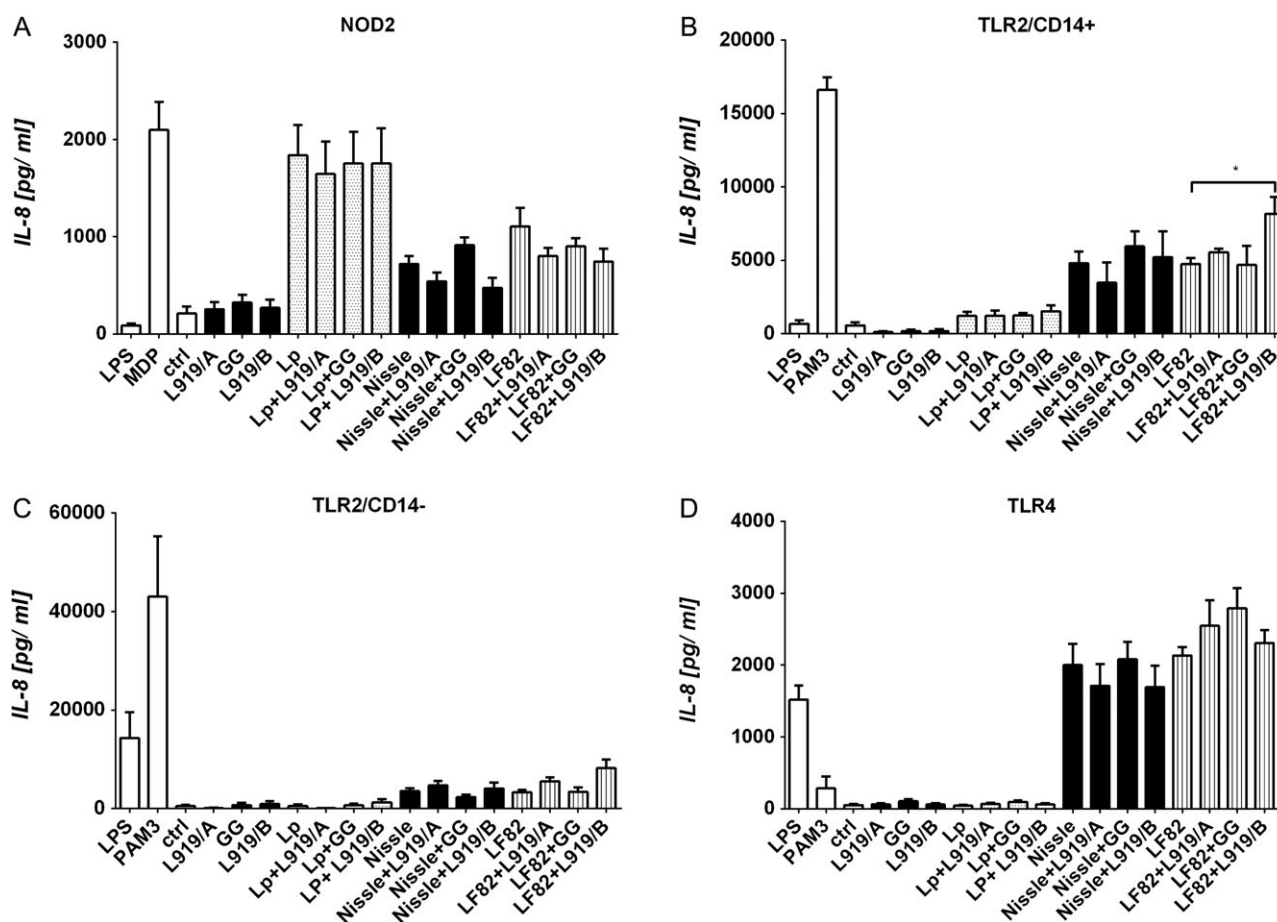 A
NOD2
IL-8 [pg/ ml]
3000
2000
1000
0
LPS
MDP
ctrl
L919/A
GG
L919/B
Lp
Lp+L919/A
Lp+GG
LP+ L919/B
Nissle
Nissle+L919/A
Nissle+GG
Nissle+L919/B
LF82
LF82+L919/A
LF82+GG
LF82+L919/B
B
TLR2/CD14+
IL-8 [pg/ ml]
20000
15000
10000
5000
0
*
LPS
PAM3
ctrl
L919/A
GG
L919/B
Lp
Lp+L919/A
Lp+GG
LP+ L919/B
Nissle
Nissle+L919/A
Nissle+GG
Nissle+L919/B
LF82
LF82+L919/A
LF82+GG
LF82+L919/B
C
TLR2/CD14-
IL-8 [pg/ ml]
60000
40000
20000
0
LPS
PAM3
ctrl
L919/A
GG
L919/B
Lp
Lp+L919/A
Lp+GG
LP+ L919/B
Nissle
Nissle+L919/A
Nissle+GG
Nissle+L919/B
LF82
LF82+L919/A
LF82+GG
LF82+L919/B
D
TLR4
IL-8 [pg/ ml]
4000
3000
2000
1000
0
LPS
PAM3
ctrl
L919/A
GG
L919/B
Lp
Lp+L919/A
Lp+GG
LP+ L919/B
Nissle
Nissle+L919/A
Nissle+GG
Nissle+L919/B
LF82
LF82+L919/A
LF82+GG
LF82+L919/B